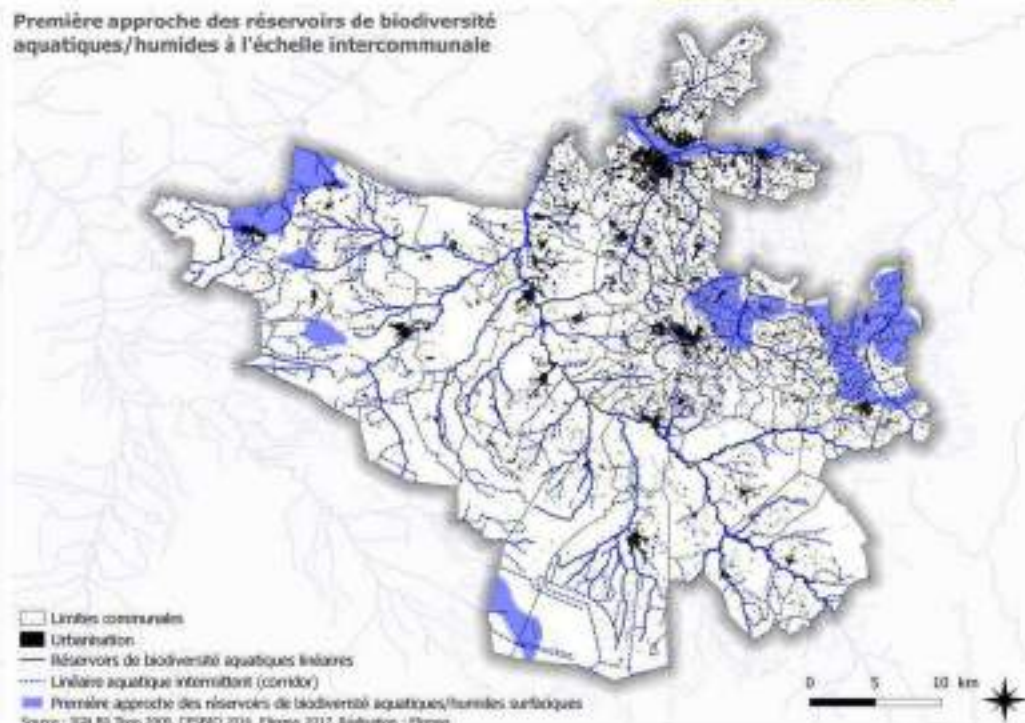 Première approche des réservoirs de biodiversité
aquatiques/humides à l'échelle intercommunale
Limites communales
Urbanisation
Réservoirs de biodiversité aquatiques linéaires
Linéaire aquatique intermittent (corridor)
Première approche des réservoirs de biodiversité aquatiques/humides surfaciques
0 5 10 km